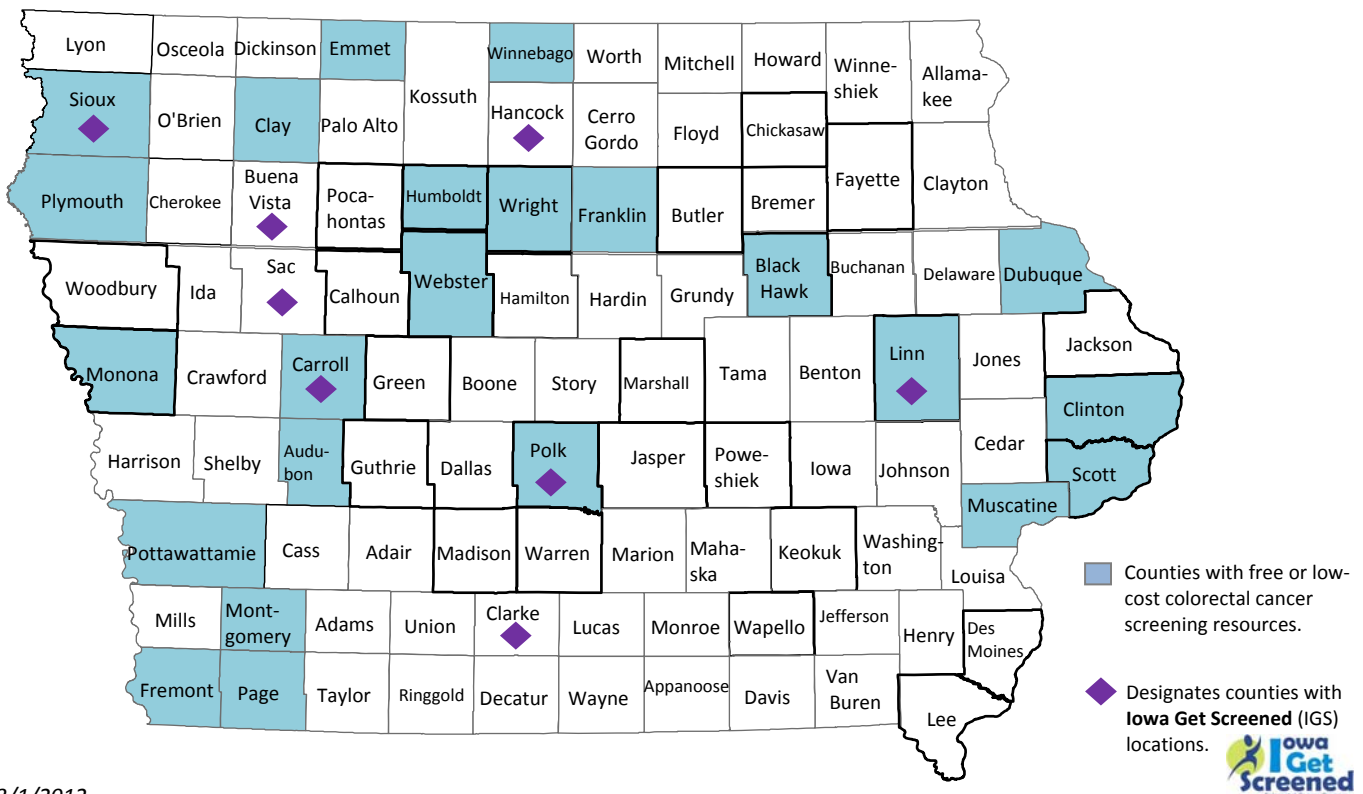 Lyon
Osceola
Dickinson
Emmet
Kossuth
Winnebago
Worth
Mitchell
Howard
Winne-
shiek
Allama-
kee
Sioux
O'Brien
Clay
Palo Alto
Hancock
Cerro
Gordo
Floyd
Chickasaw
Plymouth
Cherokee
Buena
Vista
Poca-
hontas
Humboldt
Wright
Franklin
Butler
Bremer
Fayette
Clayton
Woodbury
Ida
Sac
Calhoun
Webster
Hamilton
Hardin
Grundy
Black
Hawk
Buchanan
Delaware
Dubuque
Monona
Crawford
Carroll
Green
Boone
Story
Marshall
Tama
Benton
Linn
Jones
Jackson
Clinton
Harrison
Shelby
Audu-
bon
Guthrie
Dallas
Polk
Jasper
Powe-
shiek
Iowa
Johnson
Cedar
Scott
Muscatine
Pottawattamie
Cass
Adair
Madison
Warren
Marion
Maha-
ska
Keokuk
Washing-
ton
Louisa
Mills
Mont-
gomery
Adams
Union
Clarke
Lucas
Monroe
Wapello
Jefferson
Henry
Des
Moines
Fremont
Page
Taylor
Ringgold
Decatur
Wayne
Appanoose
Davis
Van
Buren
Lee
Counties with free or low-
cost colorectal cancer
screening resources.
Designates counties with
Iowa Get Screened (IGS)
locations.
Iowa
Get
Screened